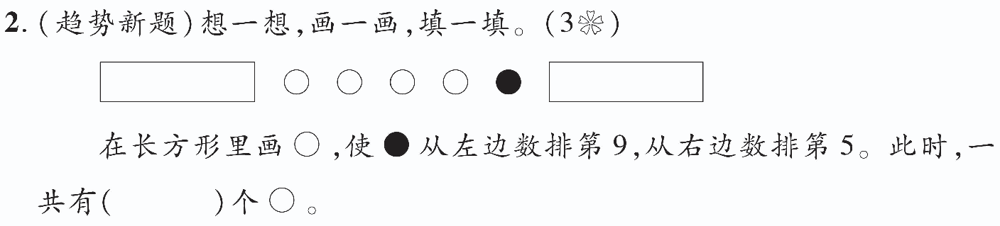 2. (趋势新题)想一想,画一画,填一填。(3❀)
在长方形里画○,使●从左边数排第9,从右边数排第5。此时,一
共有(    )个○。